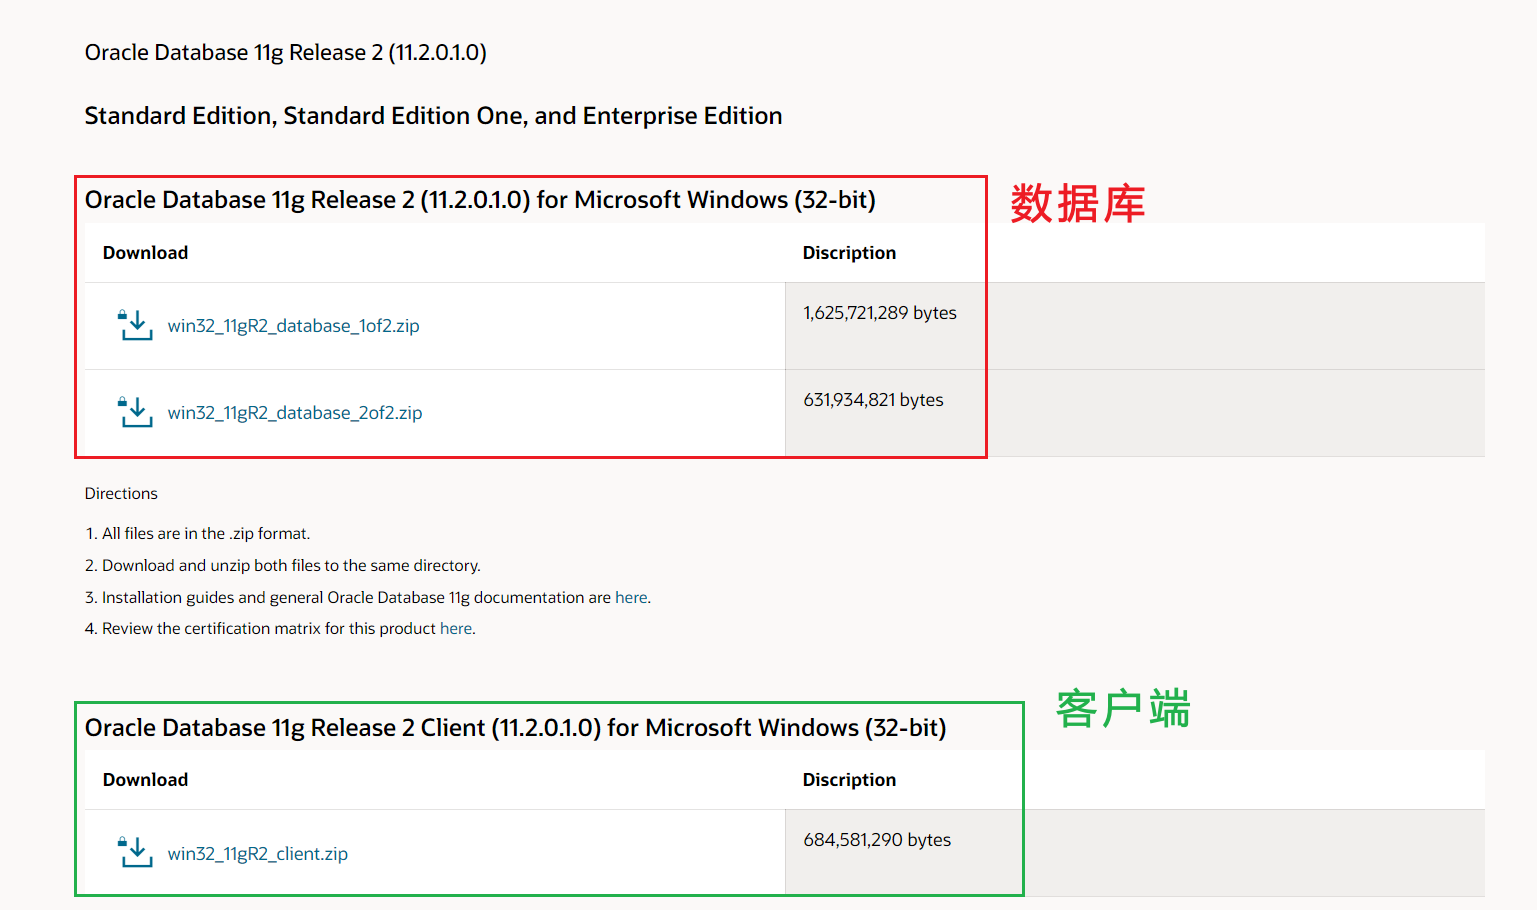 Oracle Database 11g Release 2 (11.2.0.1.0)
Standard Edition, Standard Edition One, and Enterprise Edition
Oracle Database 11g Release 2 (11.2.0.1.0) for Microsoft Windows (32-bit)
数据库
Download Discription
win32_11gR2_database_1of2.zip 1,625,721,289 bytes
win32_11gR2_database_2of2.zip 631,934,821 bytes
Directions
1. All files are in the .zip format.
2. Download and unzip both files to the same directory.
3. Installation guides and general Oracle Database 11g documentation are here.
4. Review the certification matrix for this product here.
客户端
Oracle Database 11g Release 2 Client (11.2.0.1.0) for Microsoft Windows (32-bit)
Download Discription
win32_11gR2_client.zip 684,581,290 bytes